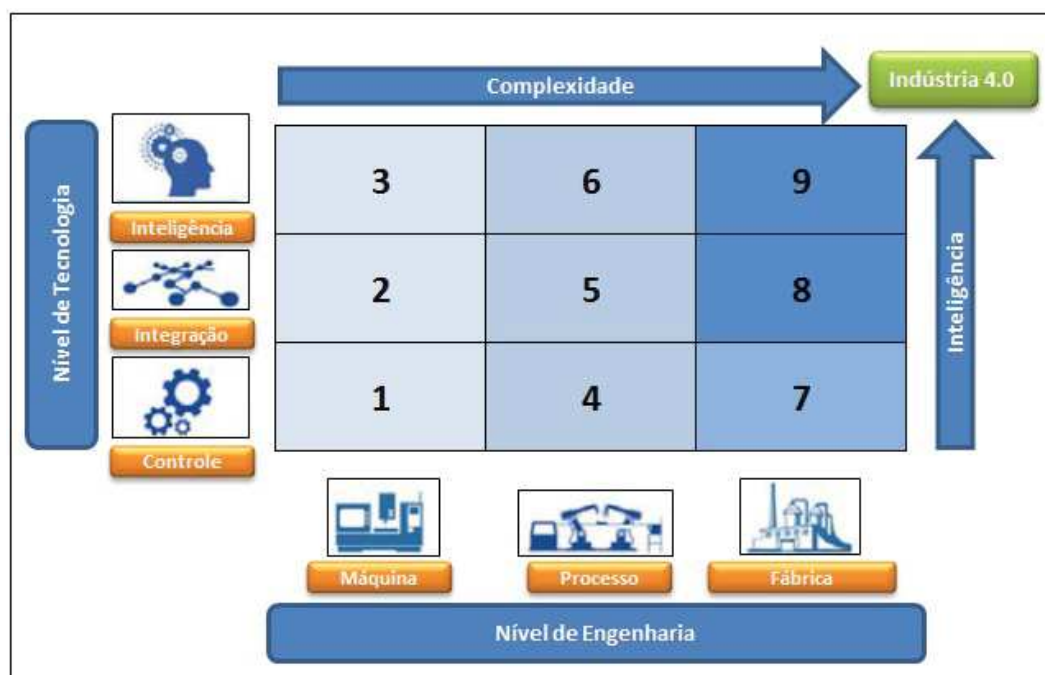 Complexidade
Indústria 4.0
Nível de Tecnologia
Inteligência
Integração
Controle
3 6 9
2 5 8
1 4 7
Inteligência
Máquina Processo Fábrica
Nível de Engenharia